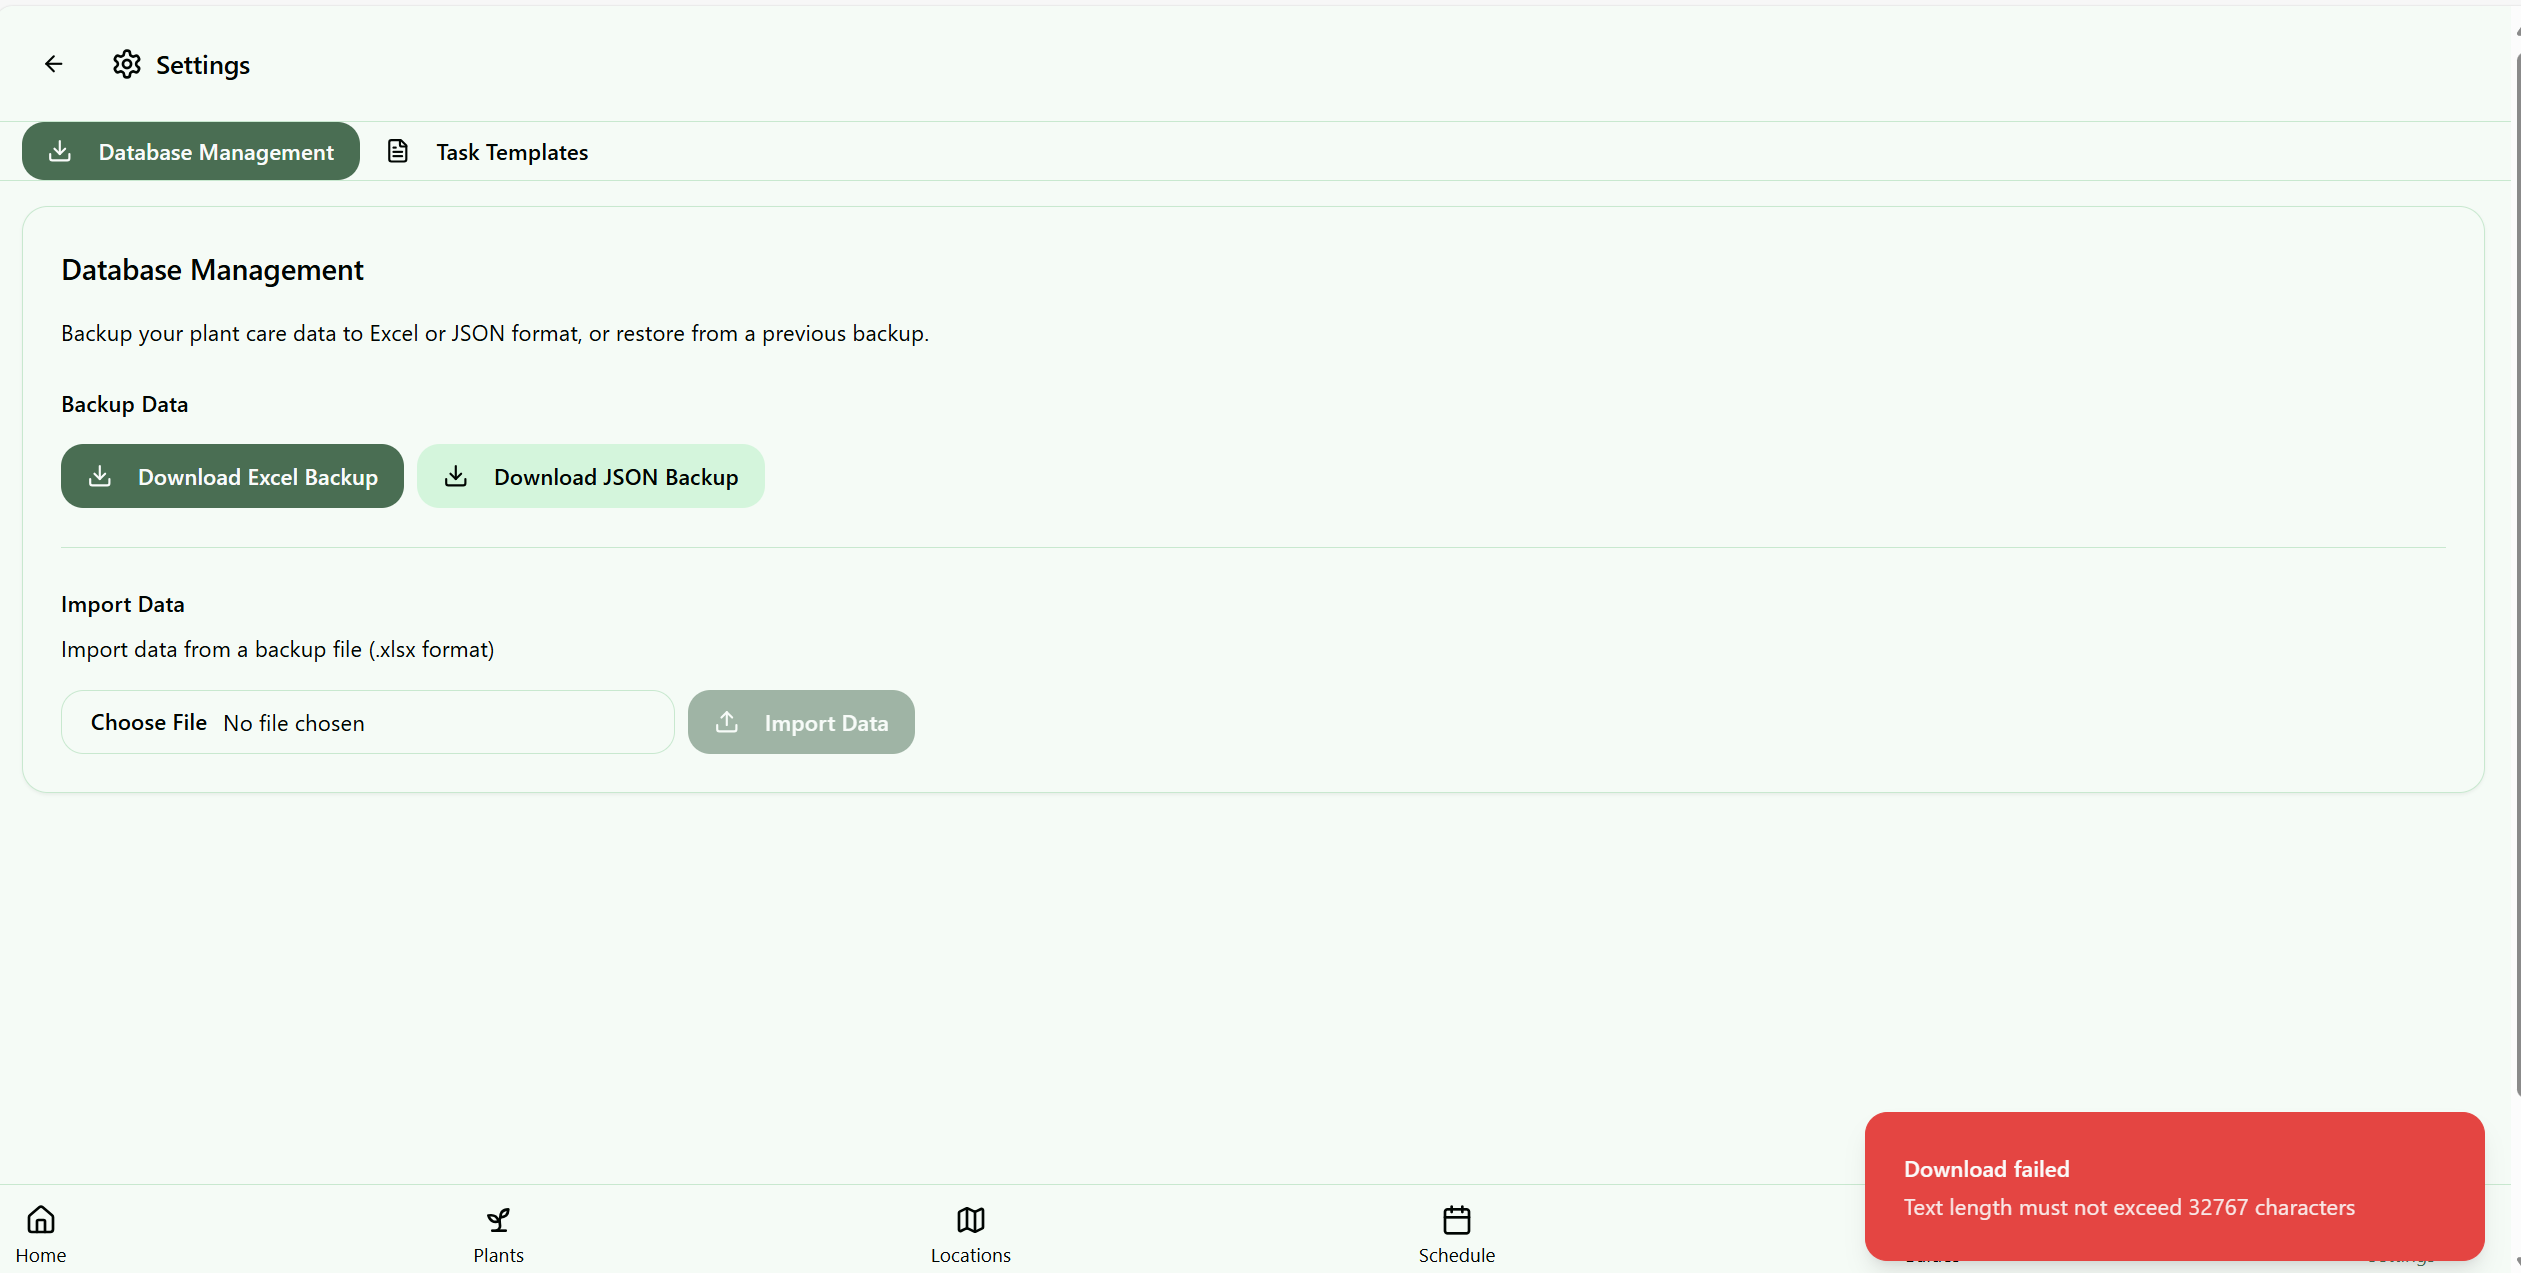 Settings
Database Management
Task Templates
Database Management
Backup your plant care data to Excel or JSON format, or restore from a previous backup.
Backup Data
Download Excel Backup
Download JSON Backup
Import Data
Import data from a backup file (.xlsx format)
Choose File No file chosen
Import Data
Download failed
Text length must not exceed 32767 characters
Home
Plants
Locations
Schedule